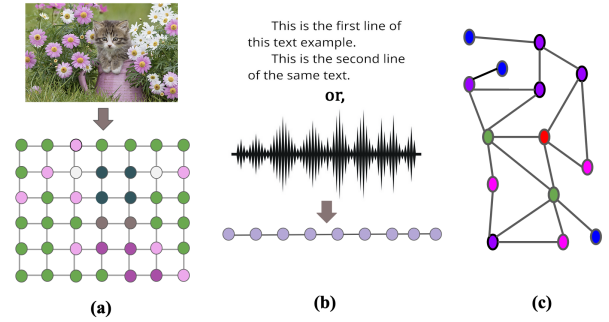 This is the first line of
this text example.
This is the second line
of the same text.
or,
(a)
(b)
(c)